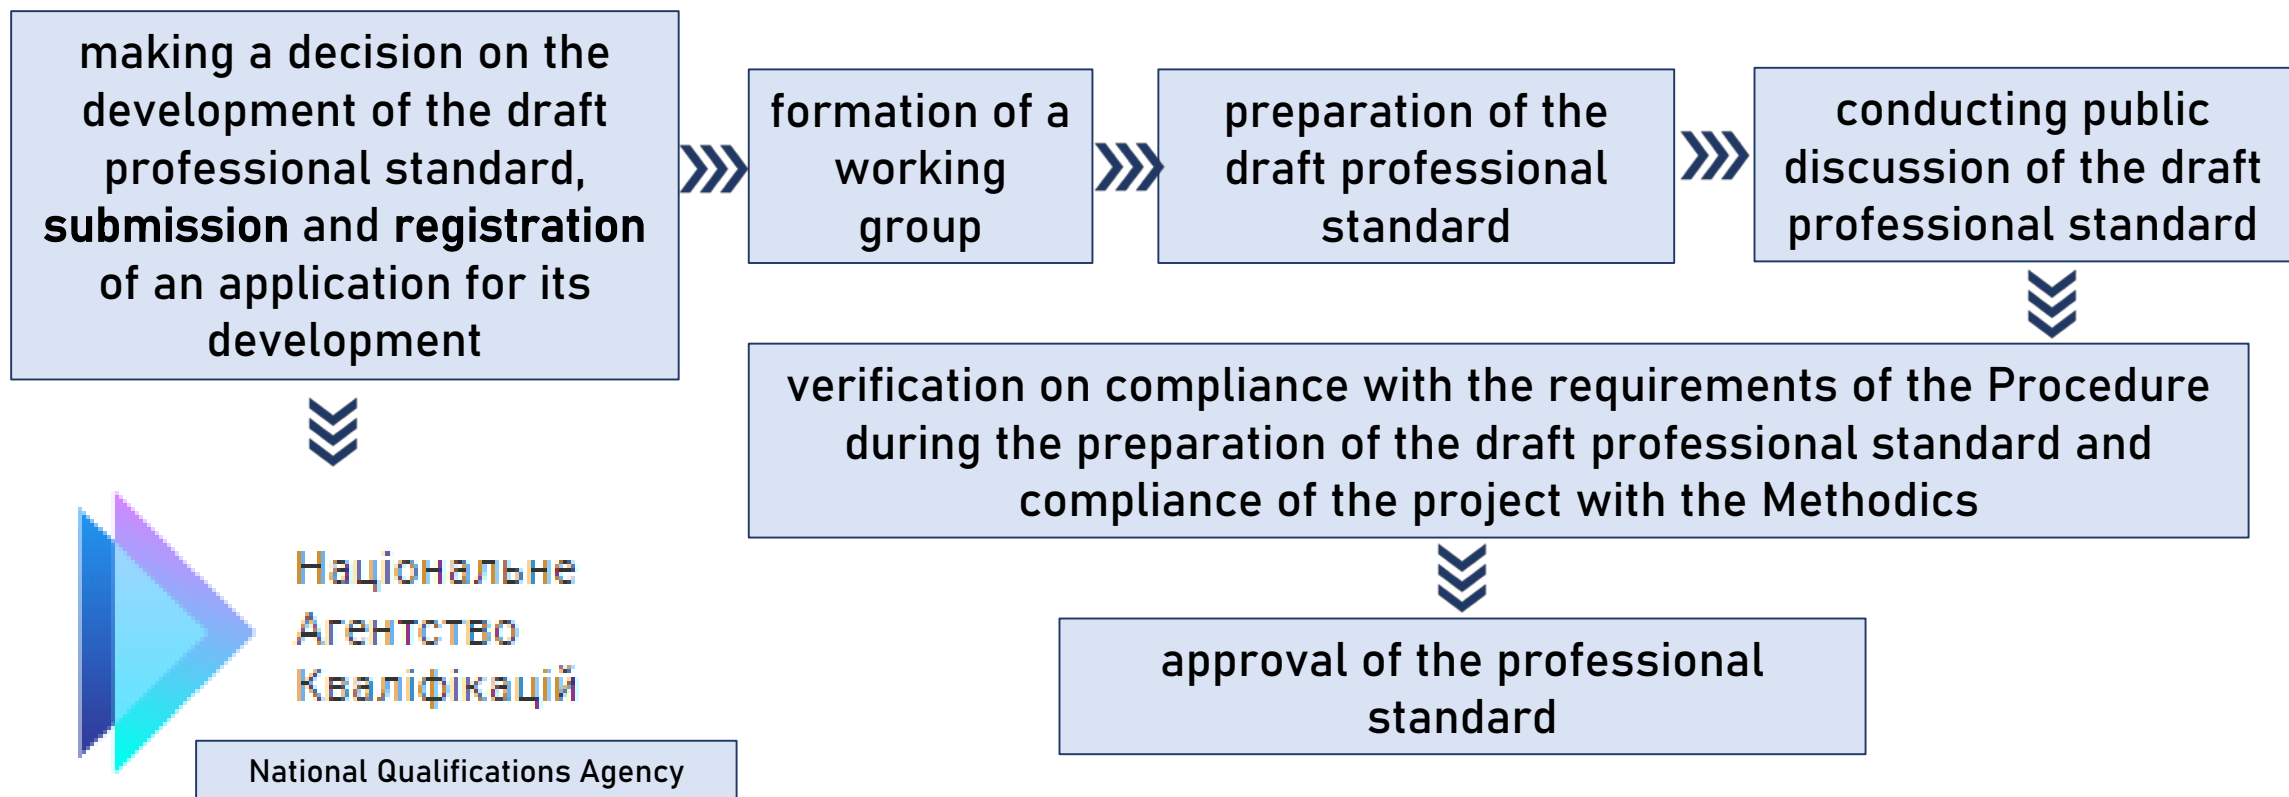 making a decision on the
development of the draft
professional standard,
submission and registration
of an application for its
development
formation of a
working
group
preparation of the
draft professional
standard
conducting public
discussion of the draft
professional standard
verification on compliance with the requirements of the Procedure
during the preparation of the draft professional standard and
compliance of the project with the Methodics
approval of the professional
standard
Національне
Агентство
Кваліфікацій
National Qualifications Agency